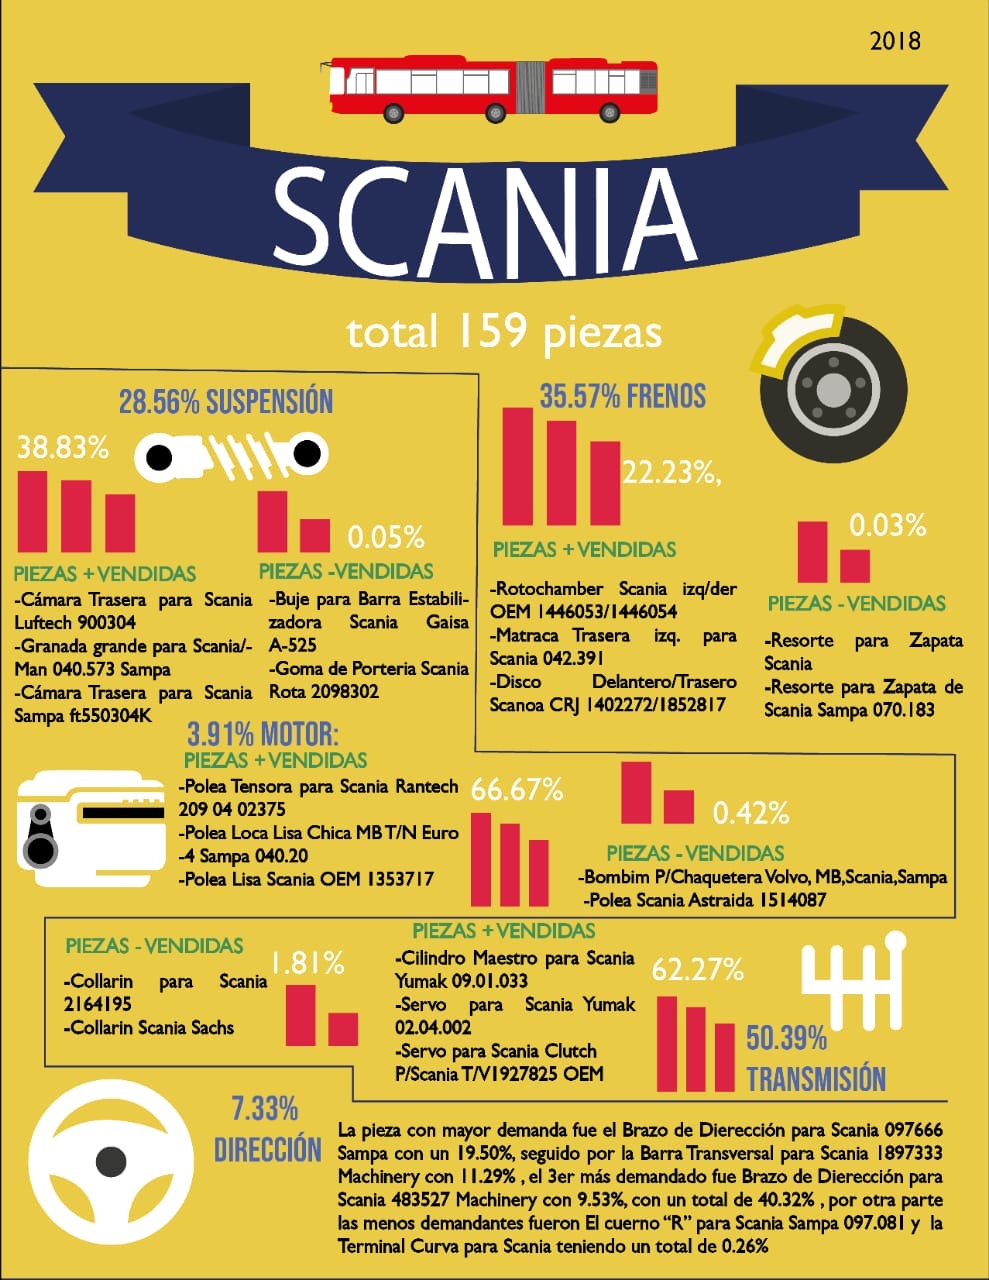 2018
SCANIA
total 159 piezas
28.56% SUSPENSIÓN
38.83%
0.05%
PIEZAS + VENDIDAS
-Cámara Trasera para Scania
Luftech 900304
-Granada grande para Scania/-
Man 040.573 Sampa
-Cámara Trasera para Scania
Sampa ft550304K
PIEZAS -VENDIDAS
-Buje para Barra Estabili-
zadora Scania Gaisa
A-525
-Goma de Porteria Scania
Rota 2098302
35.57% FRENOS
22.23%,
PIEZAS + VENDIDAS
-Rotochamber Scania izq/der
OEM 1446053/1446054
-Matraca Trasera izq. para
Scania 042.391
-Disco Delantero/Trasero
Scanoa CRJ 1402272/1852817
0.03%
PIEZAS - VENDIDAS
-Resorte para Zapata
Scania
-Resorte para Zapata de
Scania Sampa 070.183
3.91% MOTOR:
PIEZAS + VENDIDAS
-Polea Tensora para Scania Rantech
209 04 02375
-Polea Loca Lisa Chica MB T/N Euro
-4 Sampa 040.20
-Polea Lisa Scania OEM 1353717
66.67%
0.42%
PIEZAS - VENDIDAS
-Bombim P/Chaquetera Volvo, MB,Scania,Sampa
-Polea Scania Astraida 1514087
PIEZAS - VENDIDAS
-Collarin para Scania
2164195
-Collarin Scania Sachs
1.81%
PIEZAS + VENDIDAS
-Cilindro Maestro para Scania
Yumak 09.01.033
-Servo para Scania Yumak
02.04.002
-Servo para Scania Clutch
P/Scania T/V1927825 OEM
62.27%
50.39%
TRANSMISIÓN
7.33%
DIRECCIÓN
La pieza con mayor demanda fue el Brazo de Dierección para Scania 097666
Sampa con un 19.50%, seguido por la Barra Transversal para Scania 1897333
Machinery con 11.29% , el 3er más demandado fue Brazo de Dierección para
Scania 483527 Machinery con 9.53%, con un total de 40.32% , por otra parte
las menos demandantes fueron El cuerno “R” para Scania Sampa 097.081 y la
Terminal Curva para Scania teniendo un total de 0.26%